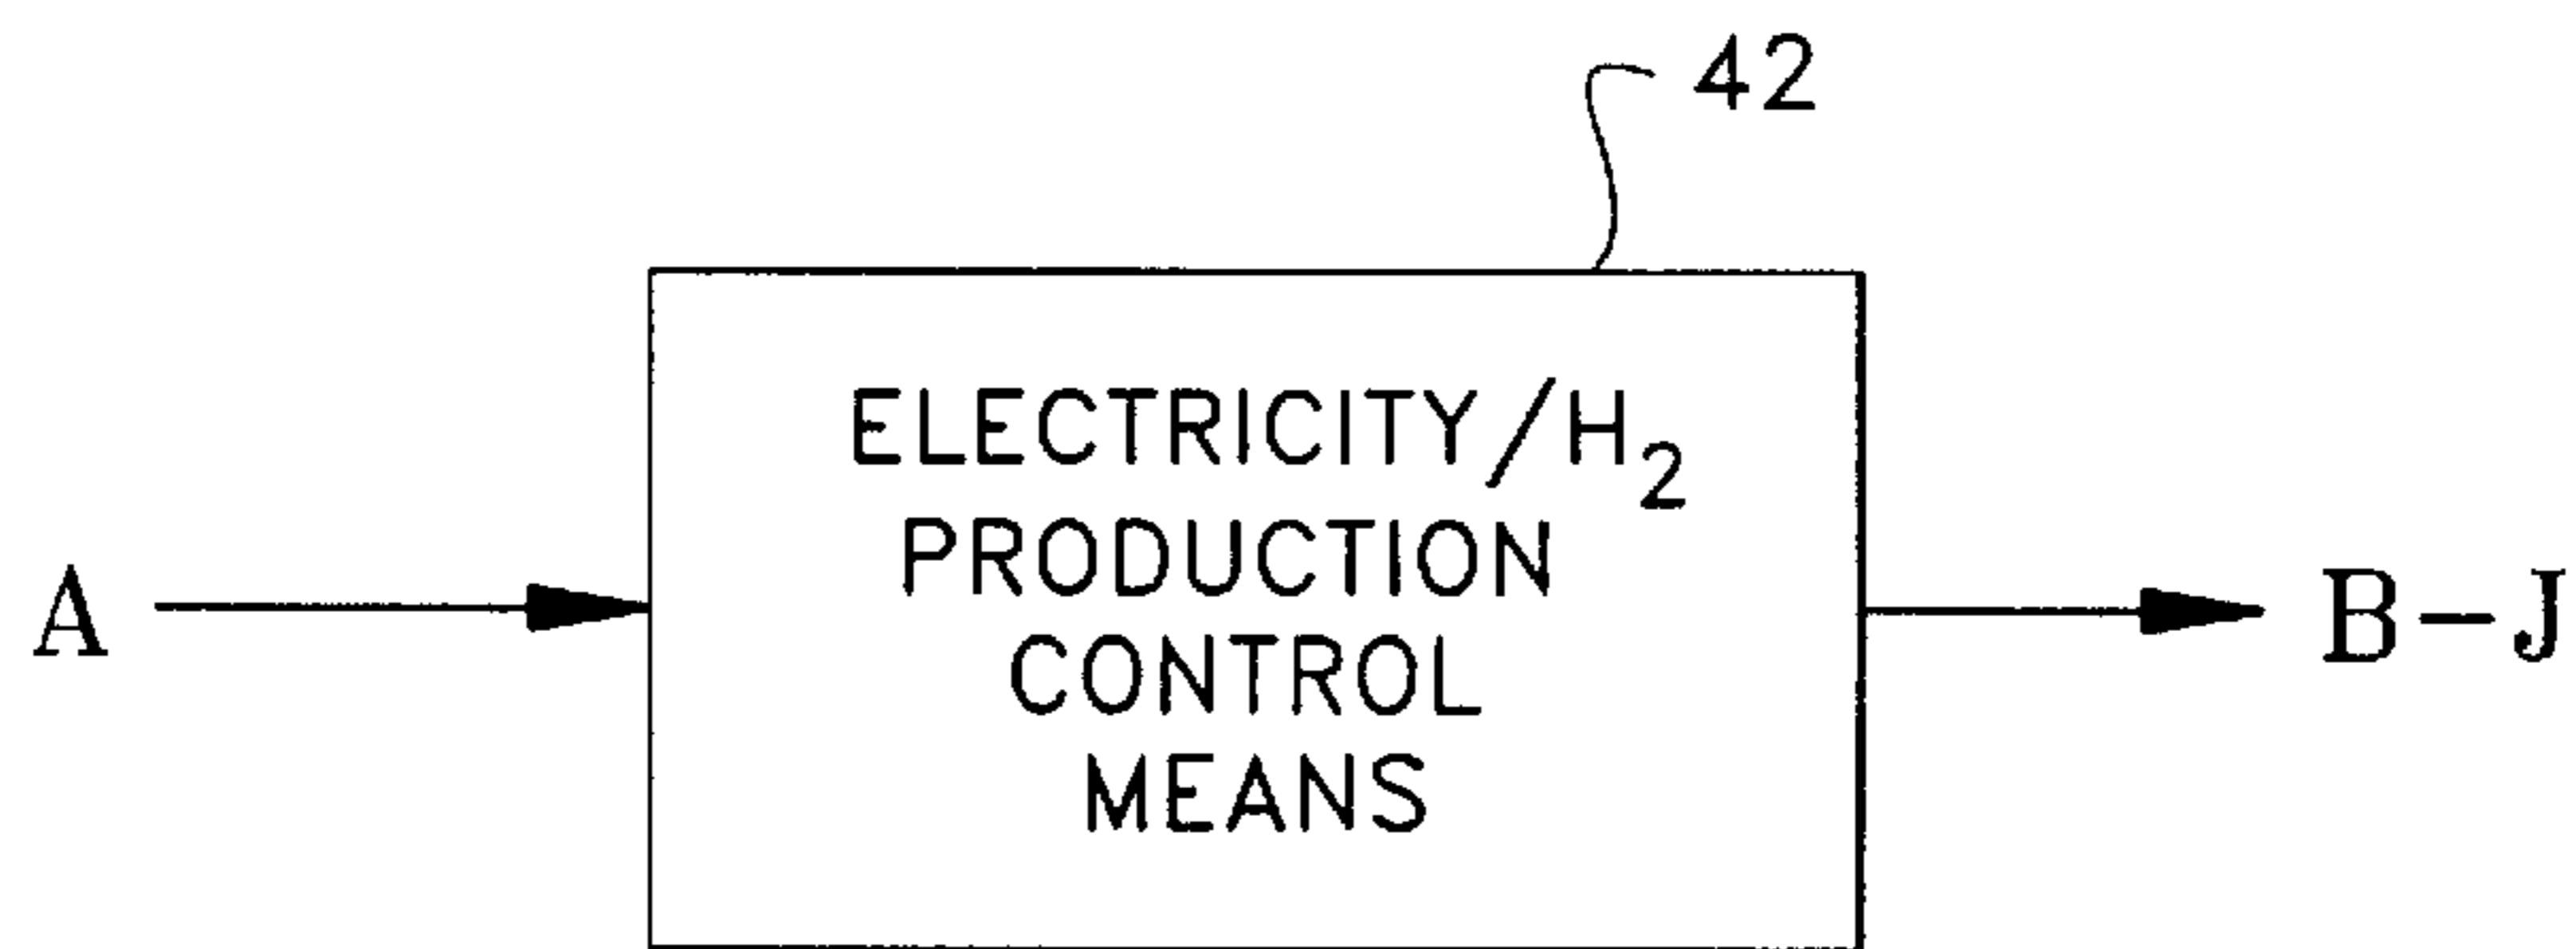 42
ELECTRICITY/H₂
A PRODUCTION B-J
CONTROL
MEANS